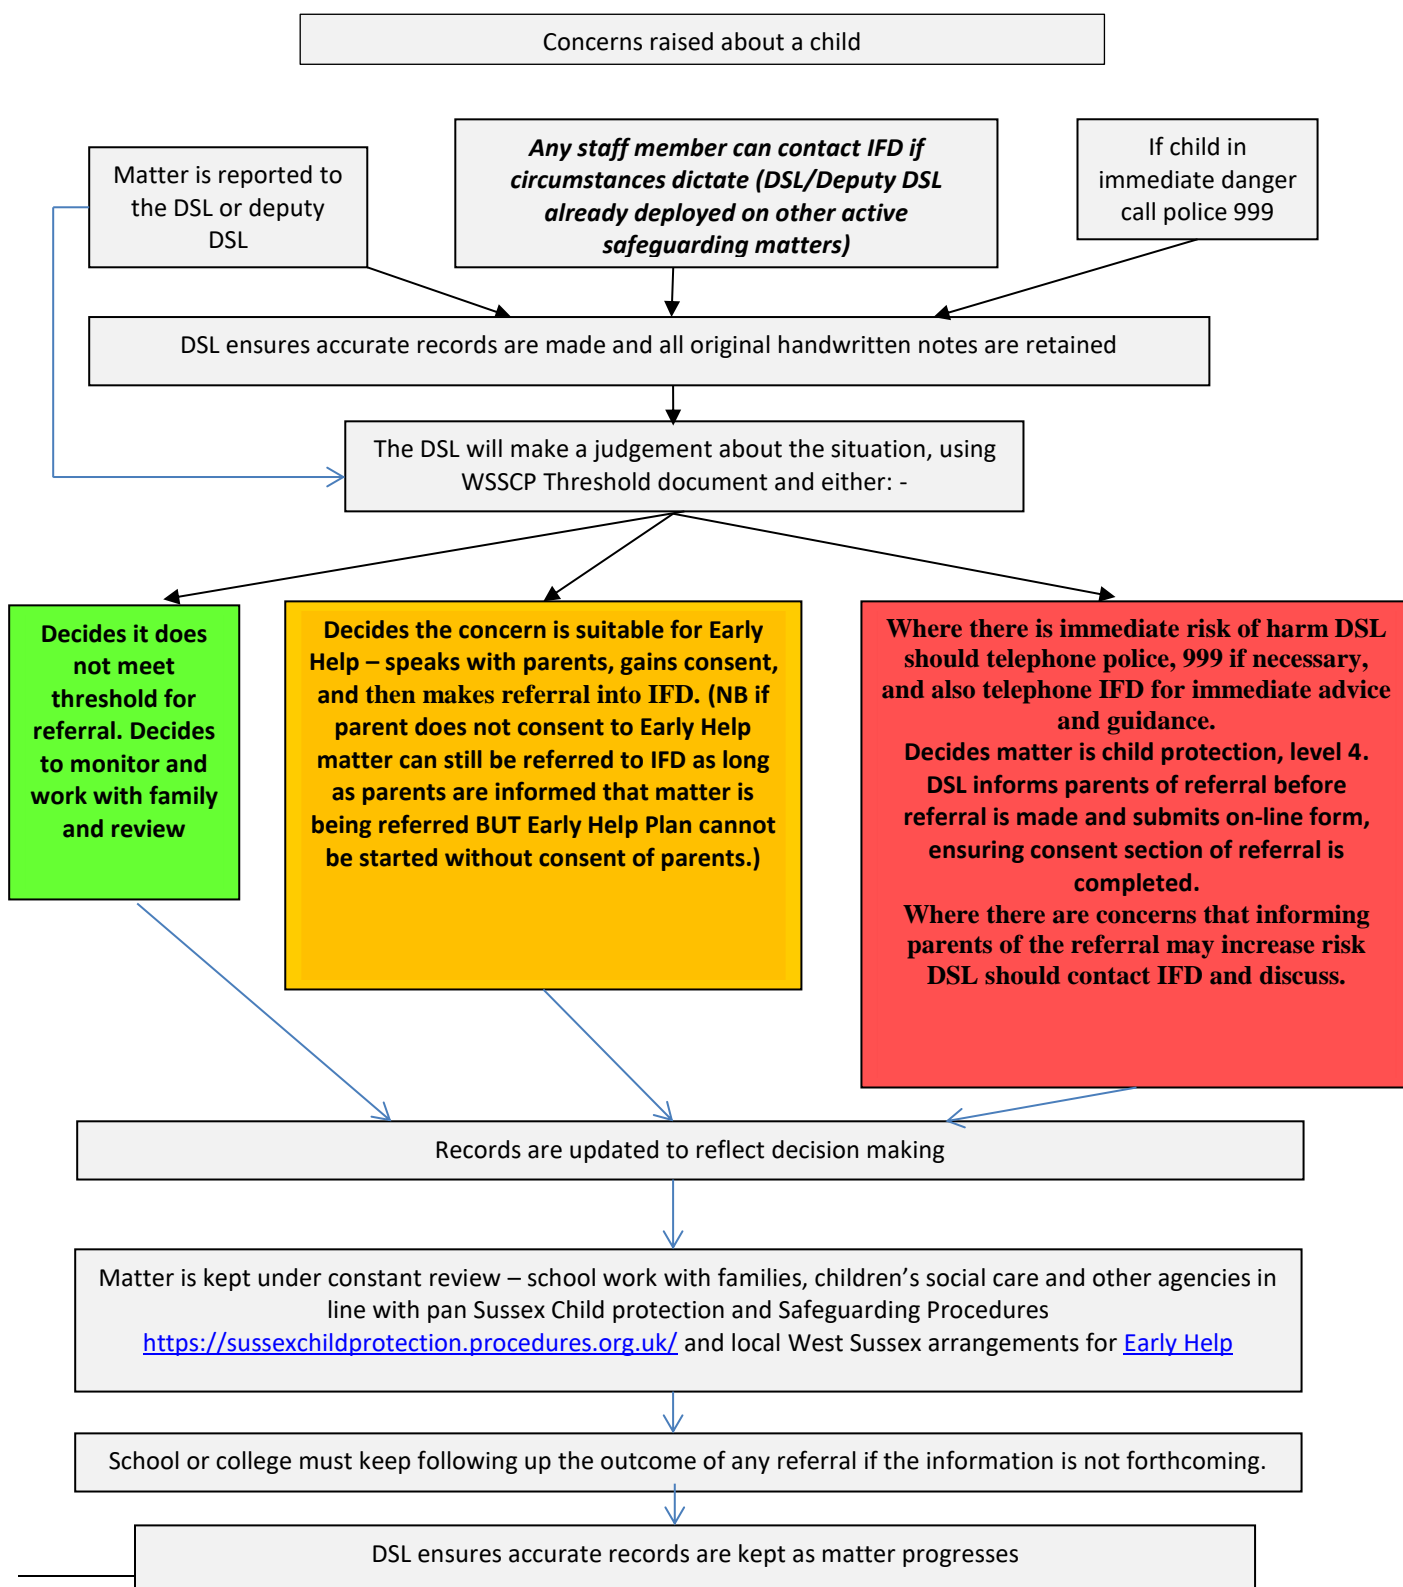 Concerns raised about a child
Matter is reported to
the DSL or deputy
DSL
Any staff member can contact IFD if
circumstances dictate (DSL/Deputy DSL
already deployed on other active
safeguarding matters)
If child in
immediate danger
call police 999
DSL ensures accurate records are made and all original handwritten notes are retained
The DSL will make a judgement about the situation, using
WSSCP Threshold document and either: -
Decides it does
not meet
threshold for
referral. Decides
to monitor and
work with family
and review
Decides the concern is suitable for Early
Help – speaks with parents, gains consent,
and then makes referral into IFD. (NB if
parent does not consent to Early Help
matter can still be referred to IFD as long
as parents are informed that matter is
being referred BUT Early Help Plan cannot
be started without consent of parents.)
Where there is immediate risk of harm DSL
should telephone police, 999 if necessary,
and also telephone IFD for immediate advice
and guidance.
Decides matter is child protection, level 4.
DSL informs parents of referral before
referral is made and submits on-line form,
ensuring consent section of referral is
completed.
Where there are concerns that informing
parents of the referral may increase risk
DSL should contact IFD and discuss.
Records are updated to reflect decision making
Matter is kept under constant review – school work with families, children’s social care and other agencies in
line with pan Sussex Child protection and Safeguarding Procedures
https://sussexchildprotection.procedures.org.uk/ and local West Sussex arrangements for Early Help
School or college must keep following up the outcome of any referral if the information is not forthcoming.
DSL ensures accurate records are kept as matter progresses